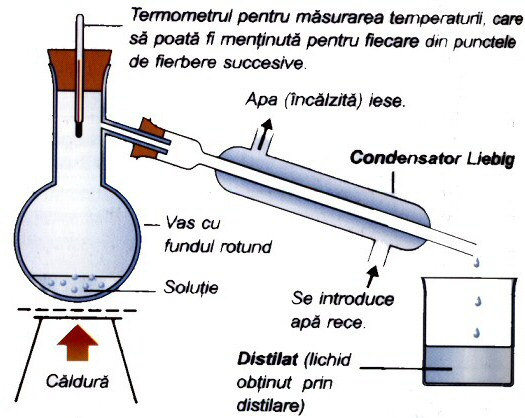 Termometrul pentru măsurarea temperaturii, care
să poată fi menținută pentru fiecare din punctele
de fierbere succesive.
Apa (încălzită) iese.
Condensator Liebig
Vas cu
fundul rotund
Soluție
Se introduce
apă rece.
Căldură
Distilat (lichid
obținut prin
distilare)